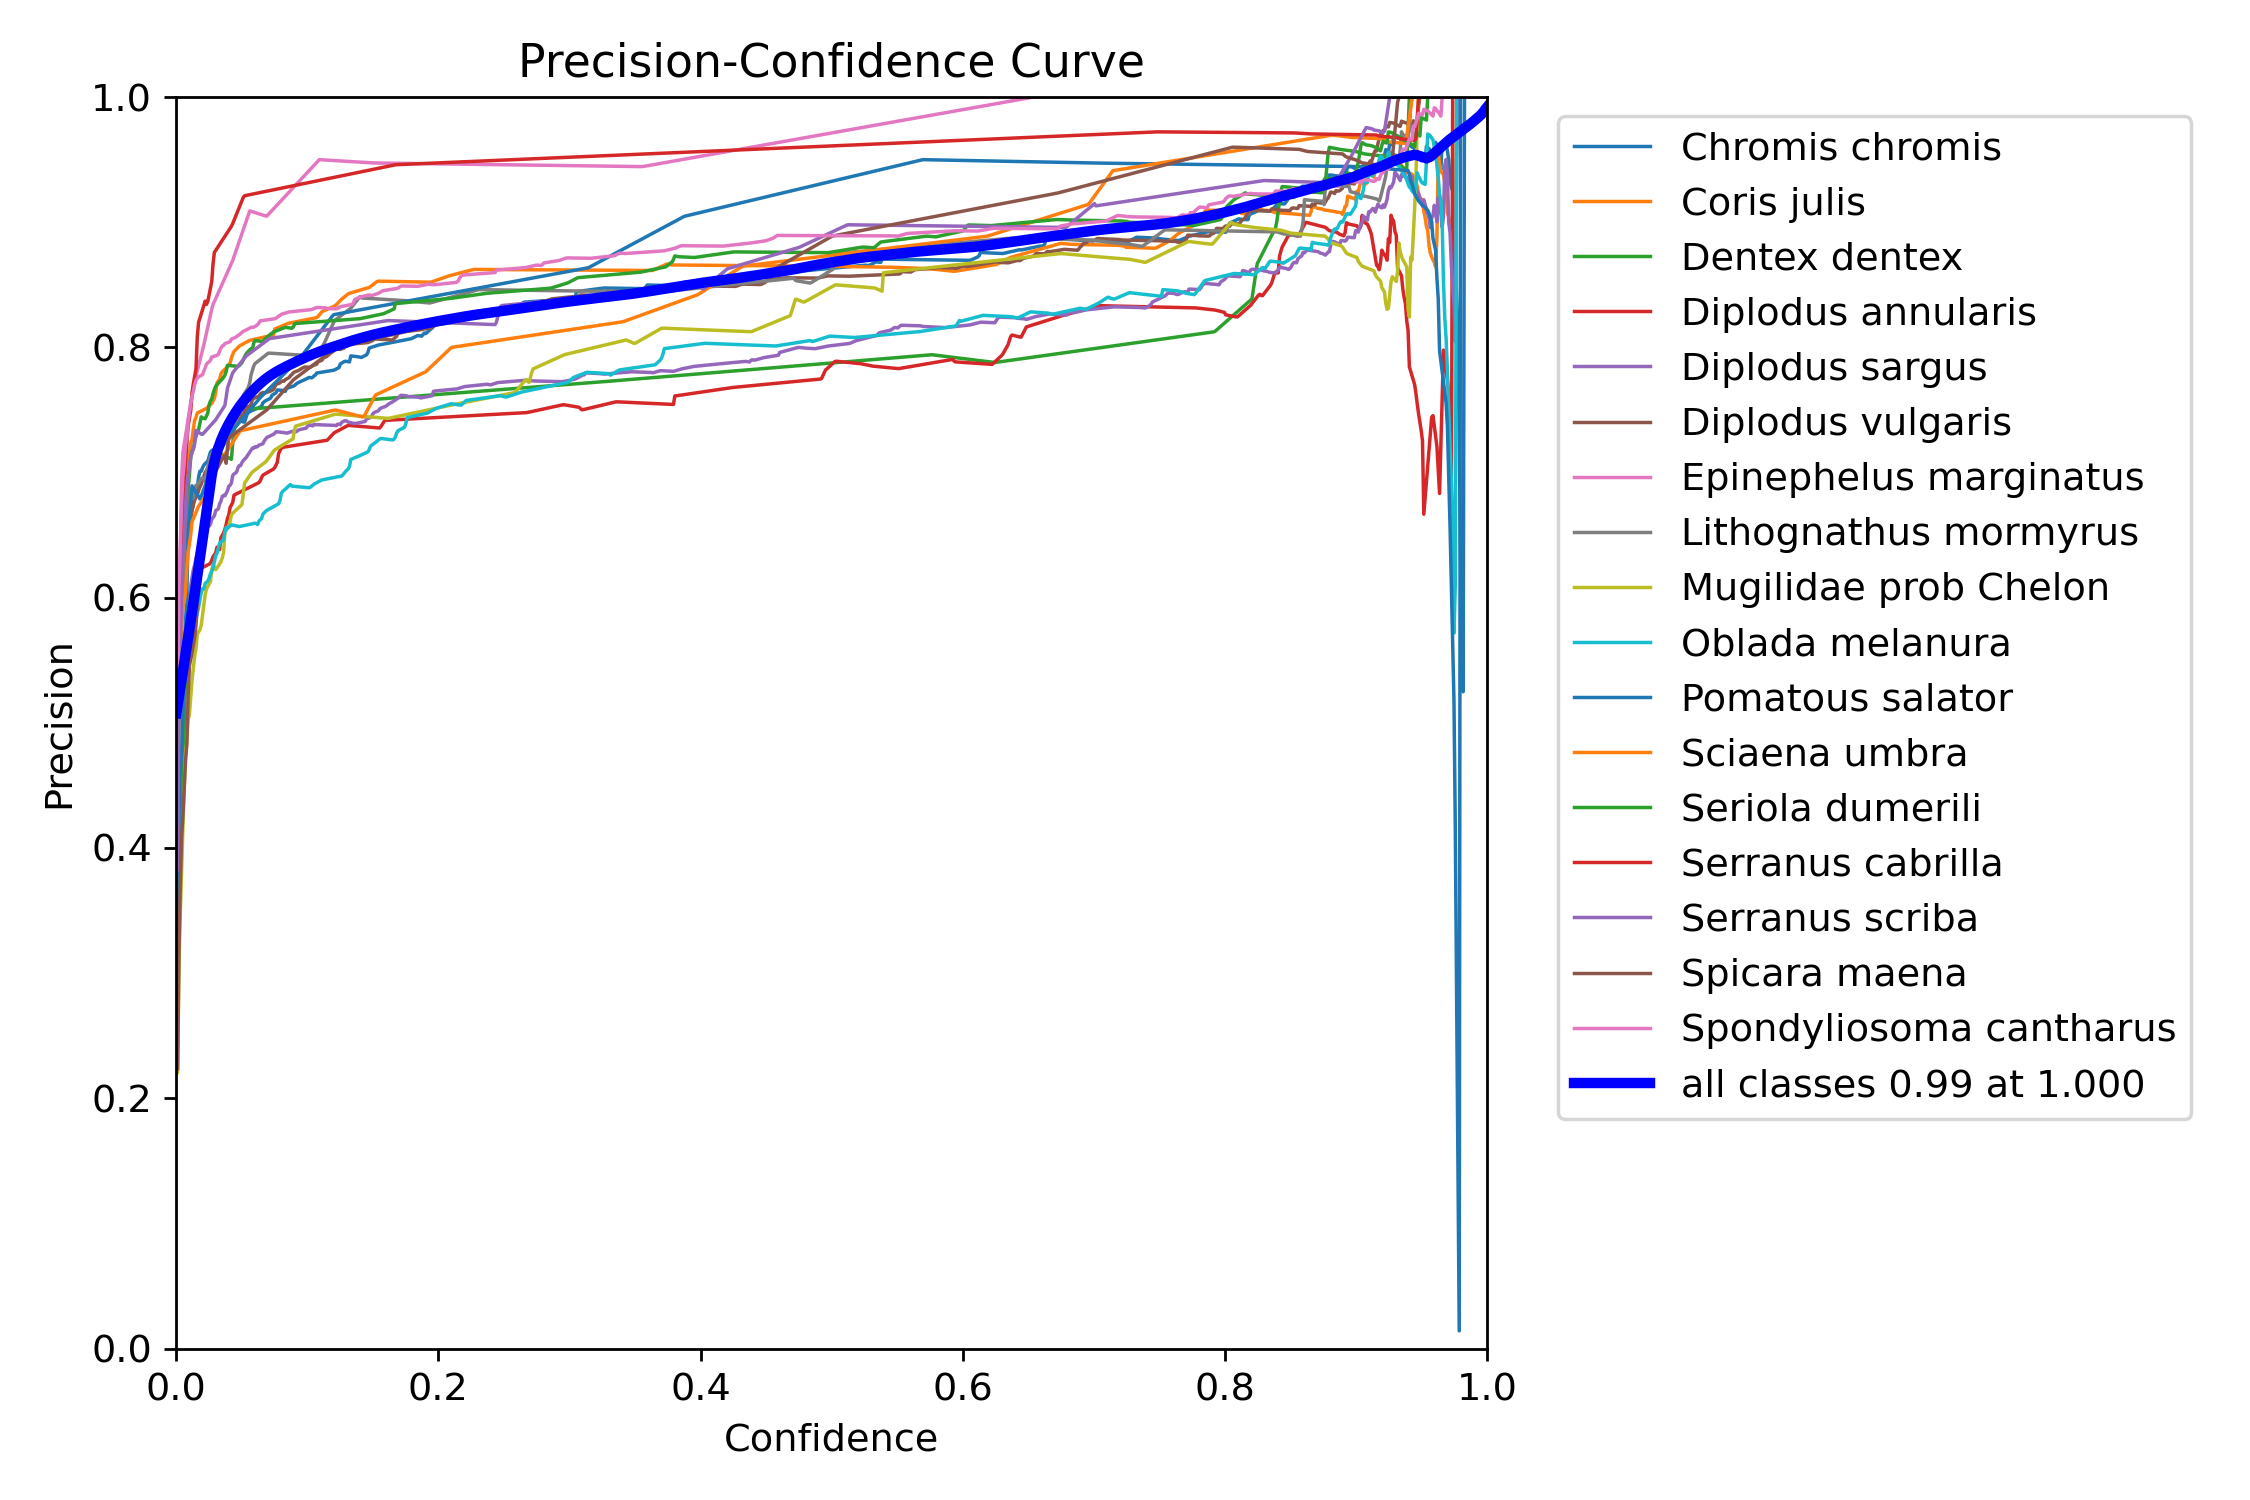 Precision-Confidence Curve
1.0
0.8
0.6
0.4
0.2
0.0
Precision
0.0 0.2 0.4 0.6 0.8 1.0
Confidence
Chromis chromis
Coris julis
Dentex dentex
Diplodus annularis
Diplodus sargus
Diplodus vulgaris
Epinephelus marginatus
Lithognathus mormyrus
Mugilidae prob Chelon
Oblada melanura
Pomatous salator
Sciaena umbra
Seriola dumerili
Serranus cabrilla
Serranus scriba
Spicara maena
Spondyliosoma cantharus
all classes 0.99 at 1.000